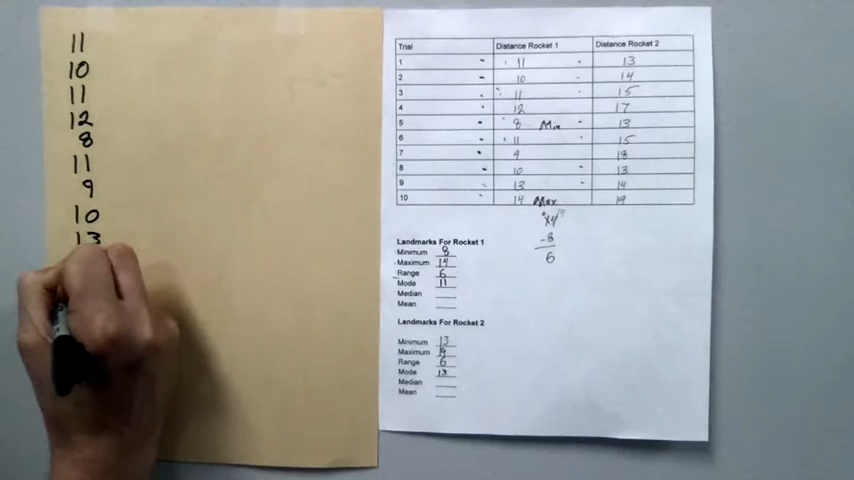 11
10
11
12
8
11
9
10
13
Trial Distance Rocket 1 Distance Rocket 2
1 11 13
2 10 14
3 11 15
4 12 17
5 8 Min 13
6 11 15
7 9 18
8 10 13
9 13 14
10 14 Max 19
14
-8
6
Landmarks For Rocket 1
Minimum 8
Maximum 14
Range 6
Mode 11
Median
Mean
Landmarks For Rocket 2
Minimum 13
Maximum 19
Range 6
Mode 13
Median
Mean